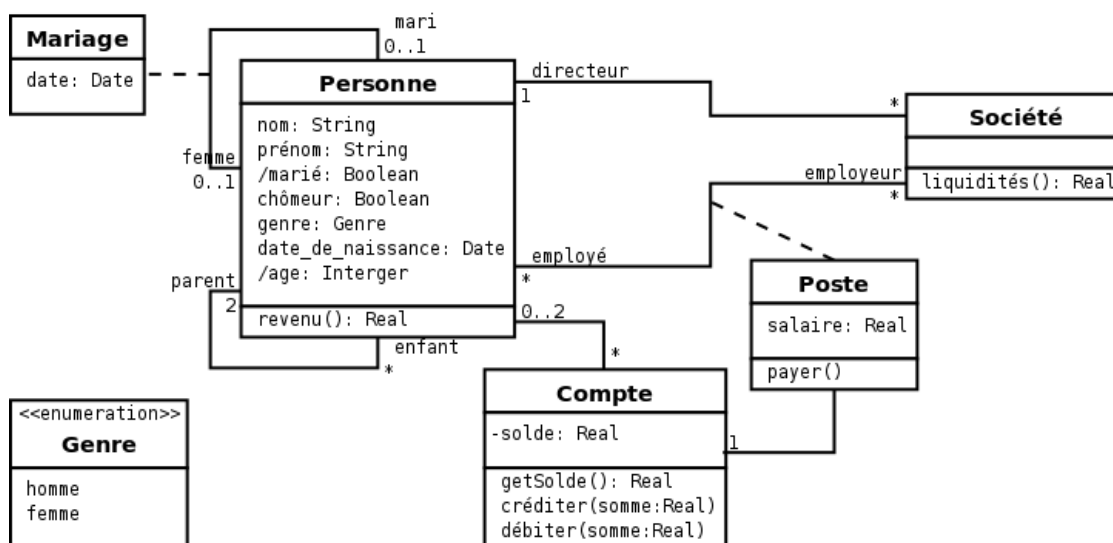 mari
0..1
Mariage
date: Date
femme
0..1
Personne
nom: String
prénom: String
/marié: Boolean
chômeur: Boolean
genre: Genre
date_de_naissance: Date
/age: Interger
revenu(): Real
directeur
1
*
Société
liquidités(): Real
employeur
*
employé
*
parent
2
enfant
*
0..2
*
Poste
salaire: Real
payer()
1
Compte
-solde: Real
getSolde(): Real
créditer(somme:Real)
débiter(somme:Real)
<<enumeration>>
Genre
homme
femme